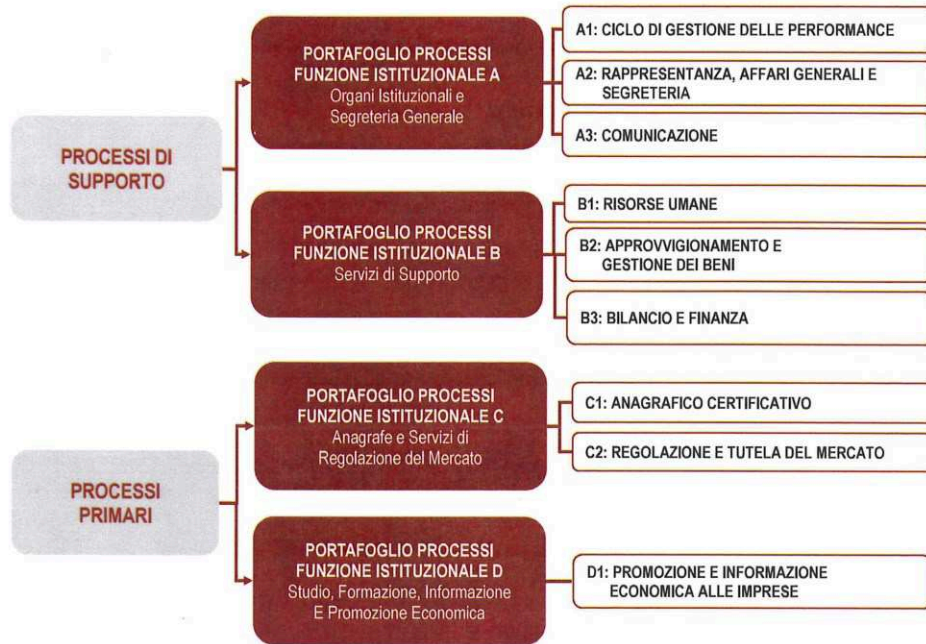 PROCESSI DI
SUPPORTO
PORTAFOGLIO PROCESSI
FUNZIONE ISTITUZIONALE A
Organi Istituzionali e
Segreteria Generale
A1: CICLO DI GESTIONE DELLE PERFORMANCE
A2: RAPPRESENTANZA, AFFARI GENERALI E
SEGRETERIA
A3: COMUNICAZIONE
PORTAFOGLIO PROCESSI
FUNZIONE ISTITUZIONALE B
Servizi di Supporto
B1: RISORSE UMANE
B2: APPROVVIGIONAMENTO E
GESTIONE DEI BENI
B3: BILANCIO E FINANZA
PROCESSI
PRIMARI
PORTAFOGLIO PROCESSI
FUNZIONE ISTITUZIONALE C
Anagrafe e Servizi di
Regolazione del Mercato
C1: ANAGRAFICO CERTIFICATIVO
C2: REGOLAZIONE E TUTELA DEL MERCATO
PORTAFOGLIO PROCESSI
FUNZIONE ISTITUZIONALE D
Studio, Formazione, Informazione
E Promozione Economica
D1: PROMOZIONE E INFORMAZIONE
ECONOMICA ALLE IMPRESE